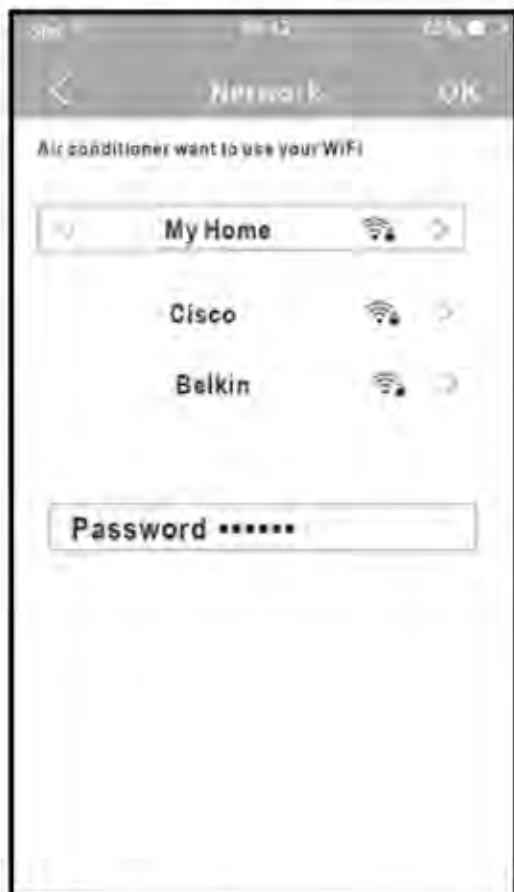 Network OK
Air conditioner want to use your WiFi
My Home
Cisco
Belkin
Password ••••••